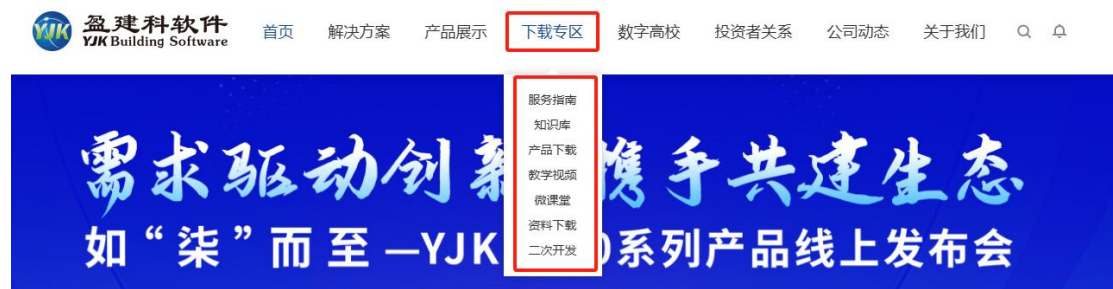 YJK 盈建科软件
YJK Building Software
首页 解决方案 产品展示 下载专区 数字高校 投资者关系 公司动态 关于我们
服务指南
知识库
产品下载
教学视频
微课堂
资料下载
二次开发
需求驱动创新 携手共建生态
如“柒”而至 —YJK 0系列产品线上发布会